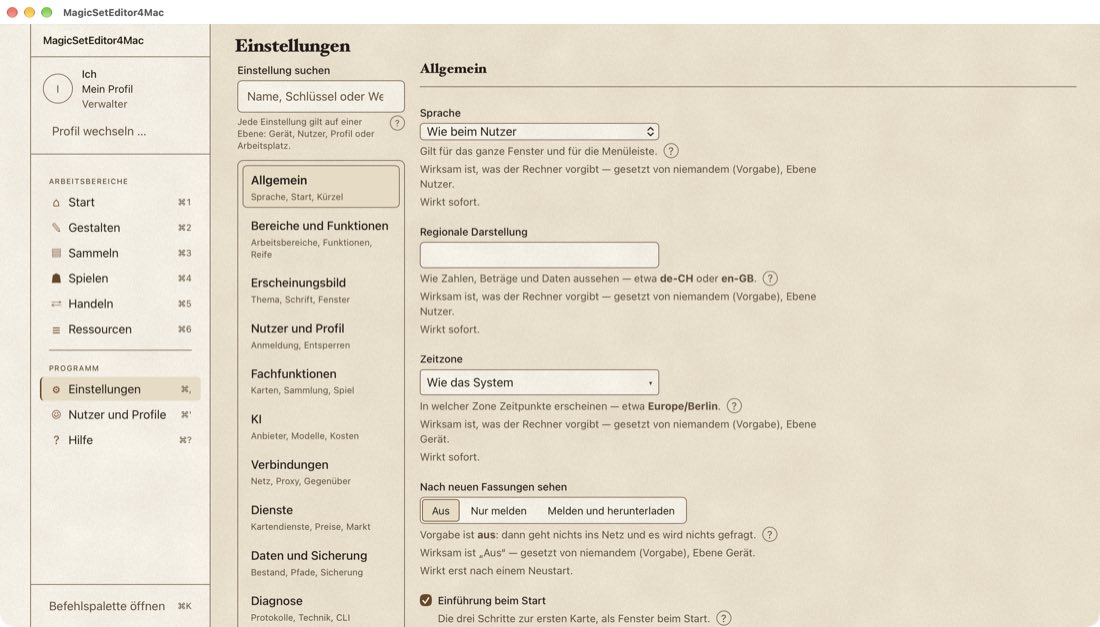 MagicSetEditor4Mac
MagicSetEditor4Mac
I
Ich
Mein Profil
Verwalter
Profil wechseln ...
ARBEITSBEREICHE
Start ⌘1
Gestalten ⌘2
Sammeln ⌘3
Spielen ⌘4
Handeln ⌘5
Ressourcen ⌘6
PROGRAMM
Einstellungen ⌘,
Nutzer und Profile ⌘'
? Hilfe ⌘?
Befehlspalette öffnen ⌘K
Einstellungen
Einstellung suchen
Name, Schlüssel oder We
Jede Einstellung gilt auf einer
Ebene: Gerät, Nutzer, Profil oder
Arbeitsplatz.
?
Allgemein
Sprache, Start, Kürzel
Bereiche und Funktionen
Arbeitsbereiche, Funktionen,
Reife
Erscheinungsbild
Thema, Schrift, Fenster
Nutzer und Profil
Anmeldung, Entsperren
Fachfunktionen
Karten, Sammlung, Spiel
KI
Anbieter, Modelle, Kosten
Verbindungen
Netz, Proxy, Gegenüber
Dienste
Kartendienste, Preise, Markt
Daten und Sicherung
Bestand, Pfade, Sicherung
Diagnose
Protokolle, Technik, CLI
Allgemein
Sprache
Wie beim Nutzer
Gilt für das ganze Fenster und für die Menüleiste. ?
Wirksam ist, was der Rechner vorgibt — gesetzt von niemandem (Vorgabe), Ebene
Nutzer.
Wirkt sofort.
Regionale Darstellung
Wie Zahlen, Beträge und Daten aussehen — etwa de-CH oder en-GB. ?
Wirksam ist, was der Rechner vorgibt — gesetzt von niemandem (Vorgabe), Ebene
Nutzer.
Wirkt sofort.
Zeitzone
Wie das System
In welcher Zone Zeitpunkte erscheinen — etwa Europe/Berlin. ?
Wirksam ist, was der Rechner vorgibt — gesetzt von niemandem (Vorgabe), Ebene
Gerät.
Wirkt sofort.
Nach neuen Fassungen sehen
Aus Nur melden Melden und herunterladen
Vorgabe ist aus: dann geht nichts ins Netz und es wird nichts gefragt. ?
Wirksam ist „Aus“ — gesetzt von niemandem (Vorgabe), Ebene Gerät.
Wirkt erst nach einem Neustart.
Einführung beim Start
Die drei Schritte zur ersten Karte, als Fenster beim Start. ?